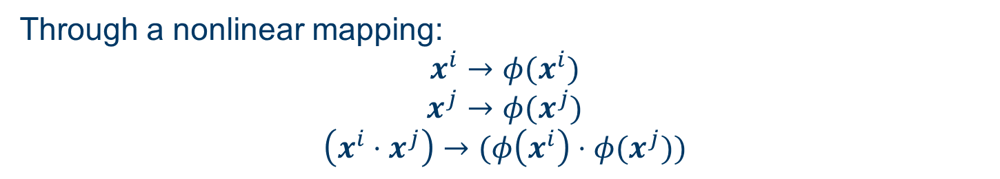 Through a nonlinear mapping:
𝒙ⁱ → ϕ(𝒙ⁱ)
𝒙ʲ → ϕ(𝒙ʲ)
(𝒙ⁱ · 𝒙ʲ) → (ϕ(𝒙ⁱ) · ϕ(𝒙ʲ))